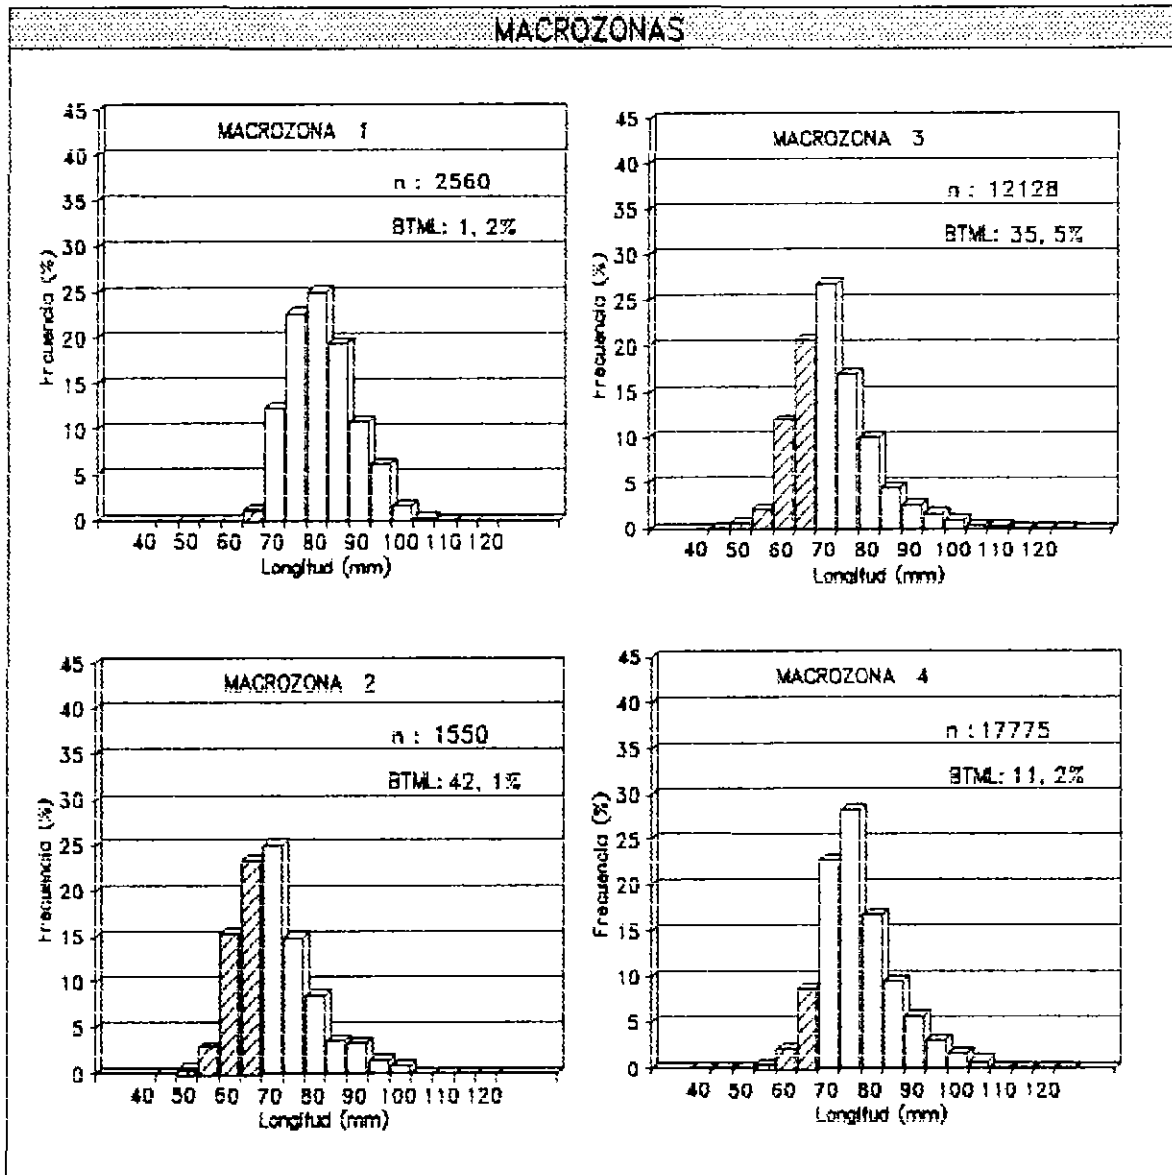 MACROZONAS
MACROZONA 1
n : 2560
BTML: 1, 2%
45
40
35
30
25
20
15
10
5
0
Frcuencia (%)
40 50 60 70 80 90 100 110 120
Longitud (mm)
MACROZONA 3
n : 12128
BTML: 35, 5%
45
40
35
30
25
20
15
10
5
0
Frecuencia (%)
40 50 60 70 80 90 100 110 120
Longitud (mm)
MACROZONA 2
n : 1550
BTML: 42, 1%
45
40
35
30
25
20
15
10
5
0
Frecuencia (%)
40 50 60 70 80 90 100 110 120
Longitud (mm)
MACROZONA 4
n : 17775
BTML: 11, 2%
45
40
35
30
25
20
15
10
5
0
Frecuencia (%)
40 50 60 70 80 90 100 110 120
Longitud (mm)